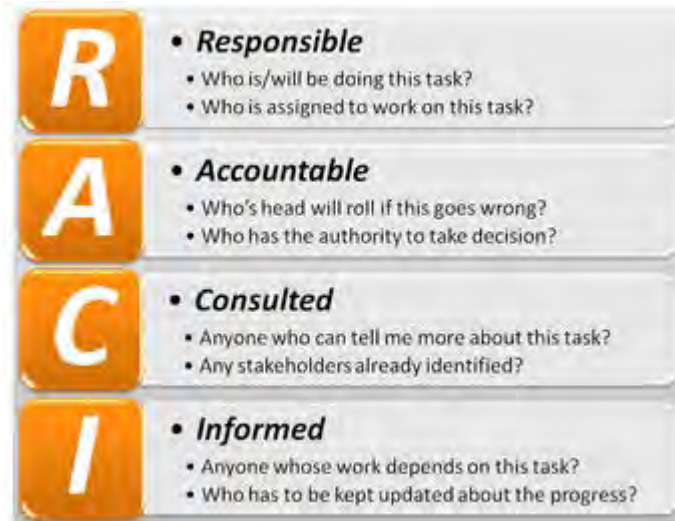 R
• Responsible
• Who is/will be doing this task?
• Who is assigned to work on this task?
A
• Accountable
• Who's head will roll if this goes wrong?
• Who has the authority to take decision?
C
• Consulted
• Anyone who can tell me more about this task?
• Any stakeholders already identified?
I
• Informed
• Anyone whose work depends on this task?
• Who has to be kept updated about the progress?